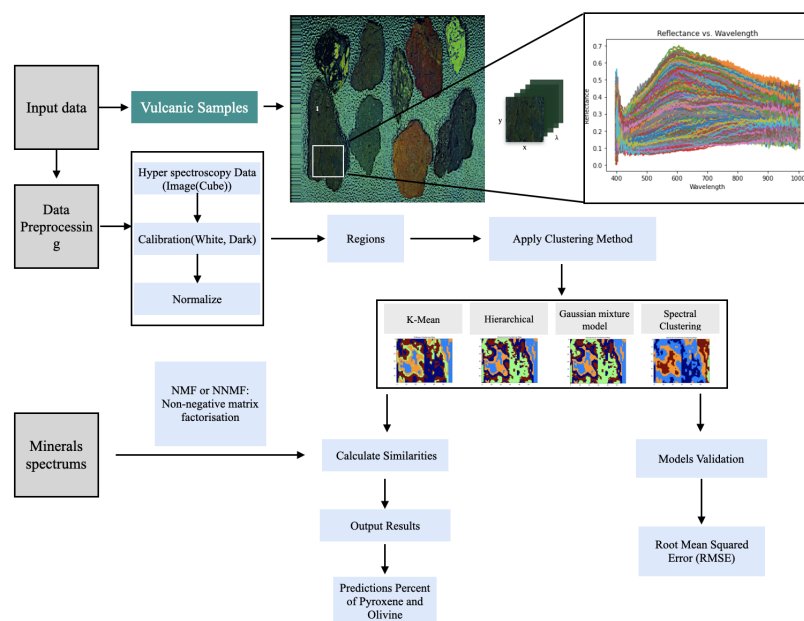 Input data
Vulcanic Samples
1
y
x
λ
Reflectance vs. Wavelength
Reflectance
0.7
0.6
0.5
0.4
0.3
0.2
0.1
0.0
400 500 600 700 800 900 1000
Wavelength
Data
Preprocessin
g
Hyper spectroscopy Data
(Image(Cube))
Calibration(White, Dark)
Normalize
Regions
Apply Clustering Method
K-Mean
Hierarchical
Gaussian mixture
model
Spectral
Clustering
NMF or NNMF:
Non-negative matrix
factorisation
Minerals
spectrums
Calculate Similarities
Models Validation
Output Results
Root Mean Squared
Error (RMSE)
Predictions Percent
of Pyroxene and
Olivine